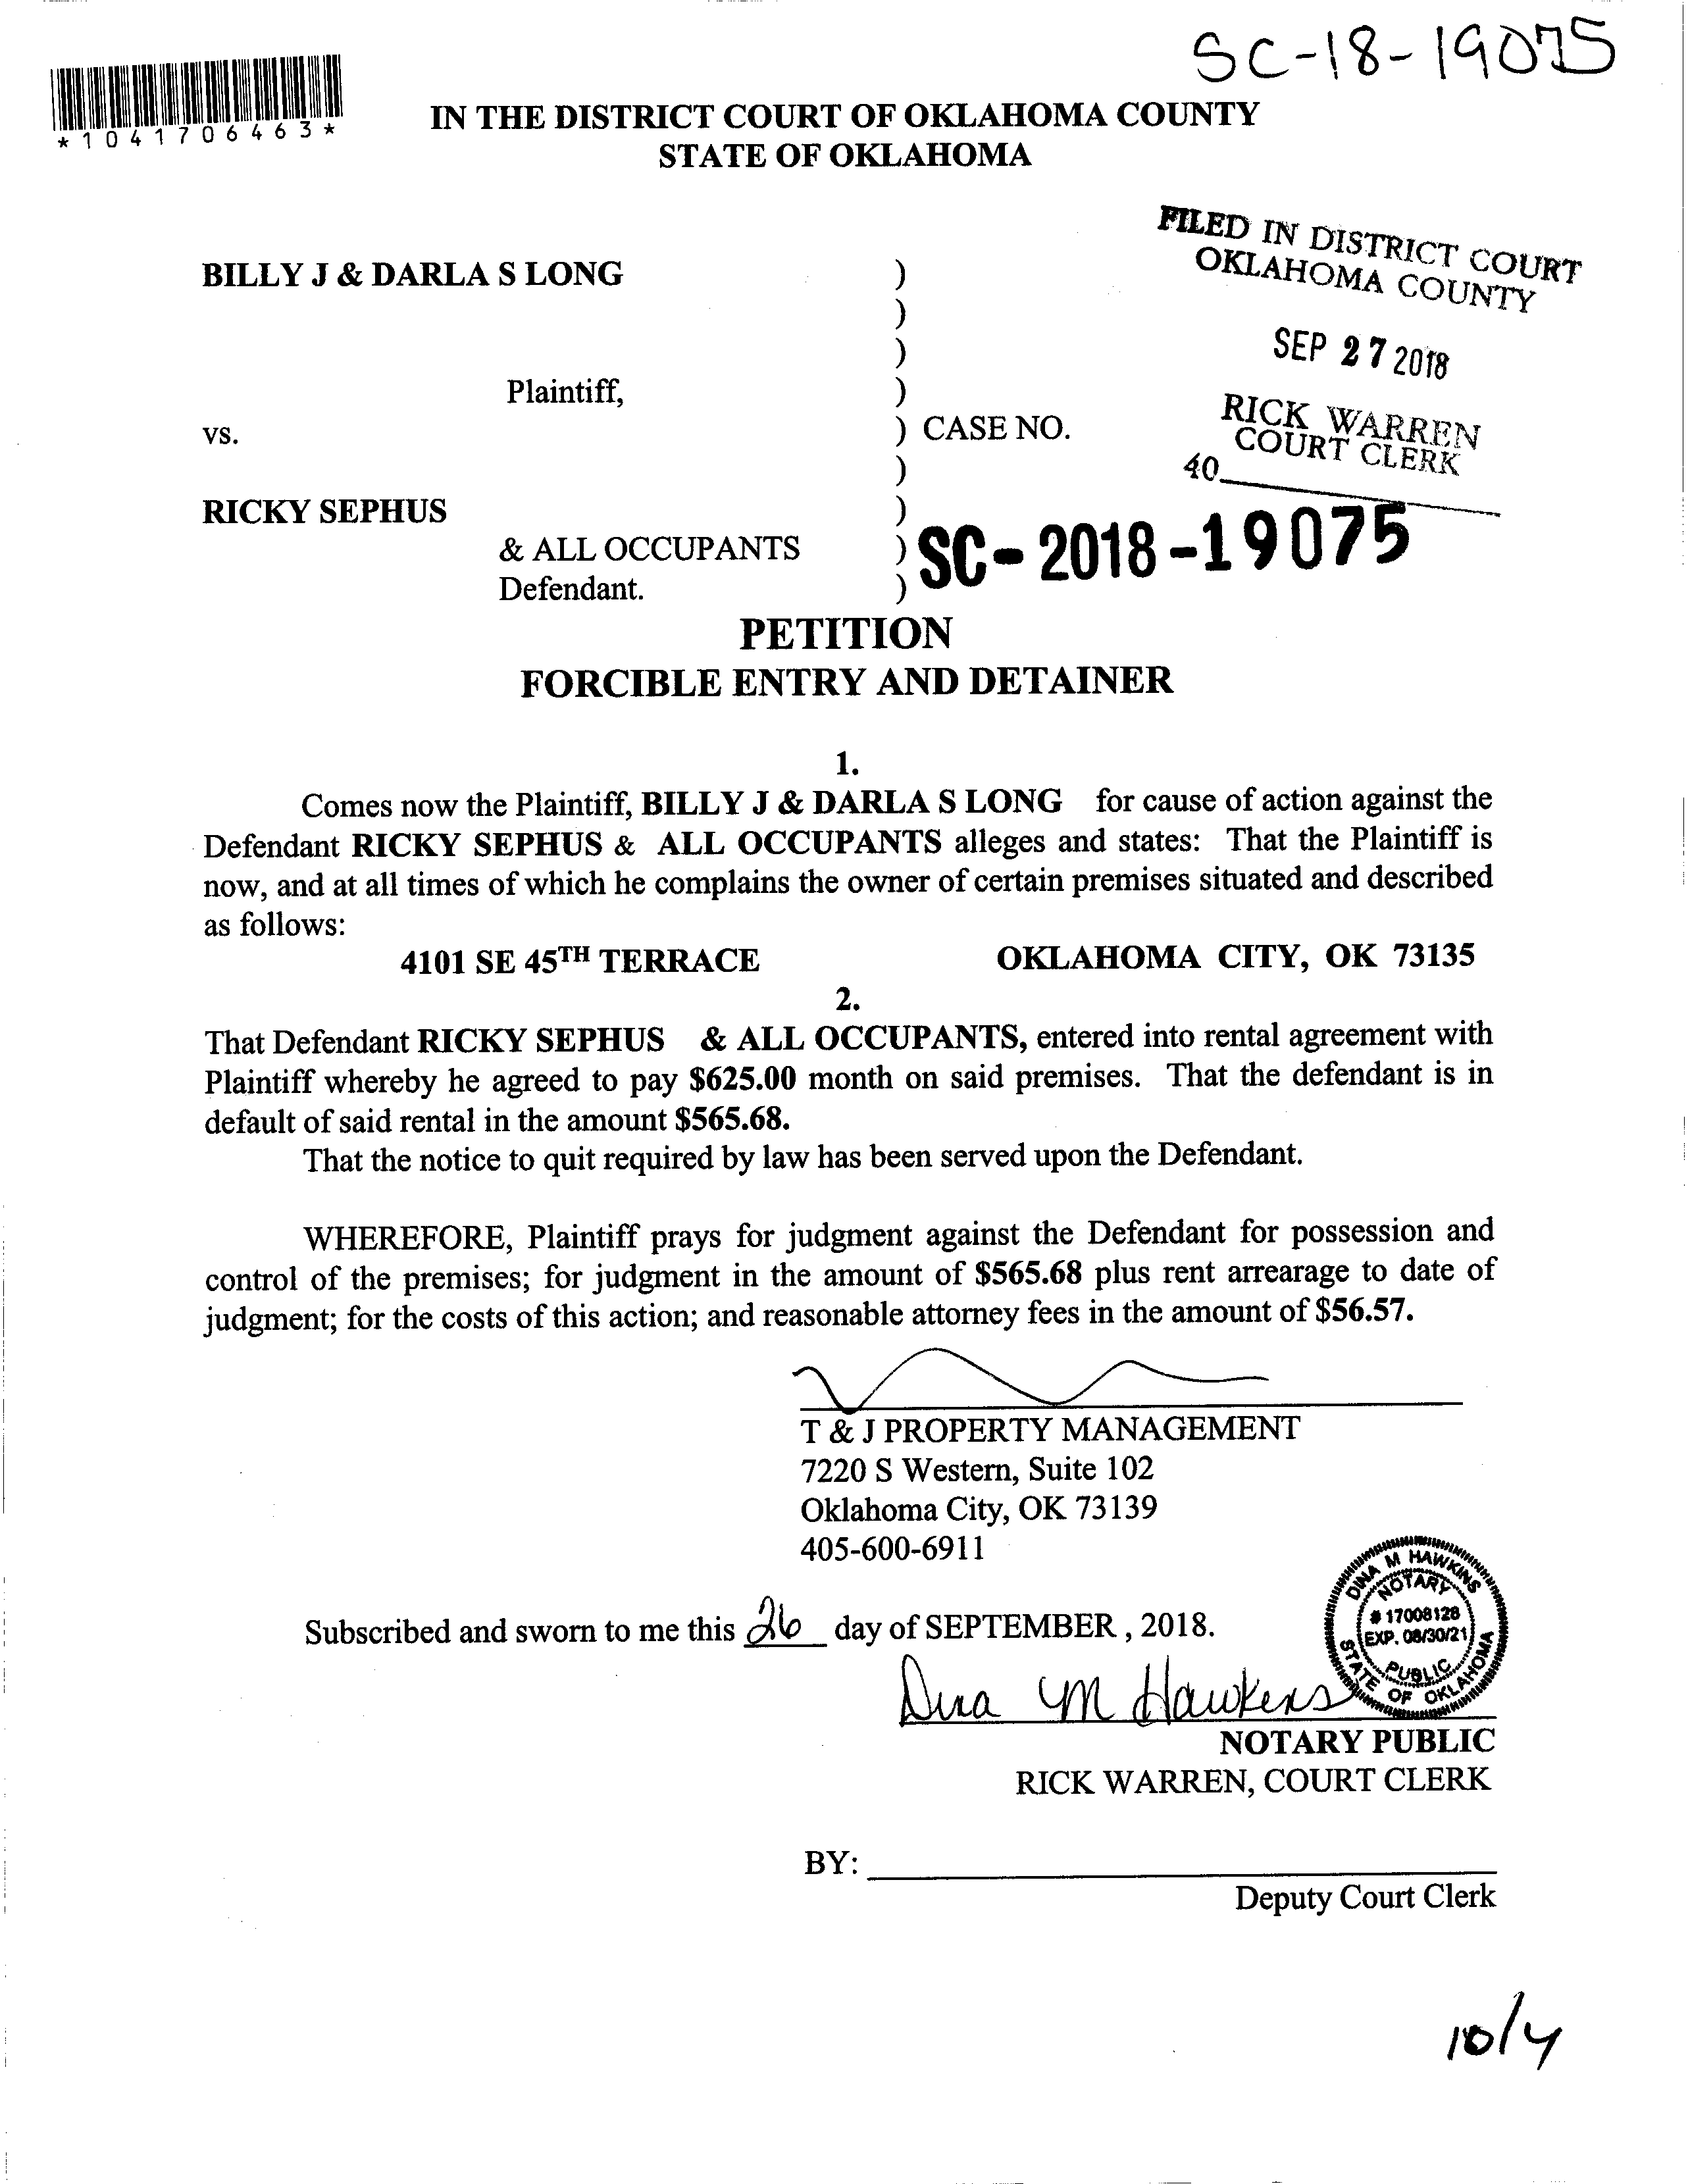 SC-18-19075
*1041706463*
IN THE DISTRICT COURT OF OKLAHOMA COUNTY
STATE OF OKLAHOMA
FILED IN DISTRICT COURT
OKLAHOMA COUNTY
SEP 27 2018
RICK WARREN
COURT CLERK
40
BILLY J & DARLA S LONG )
)
)
Plaintiff, )
vs. ) CASE NO.
)
RICKY SEPHUS )
& ALL OCCUPANTS ) SC-2018-19075
Defendant. )
PETITION
FORCIBLE ENTRY AND DETAINER
1.
Comes now the Plaintiff, BILLY J & DARLA S LONG for cause of action against the
Defendant RICKY SEPHUS & ALL OCCUPANTS alleges and states: That the Plaintiff is
now, and at all times of which he complains the owner of certain premises situated and described
as follows:
4101 SE 45TH TERRACE OKLAHOMA CITY, OK 73135
2.
That Defendant RICKY SEPHUS & ALL OCCUPANTS, entered into rental agreement with
Plaintiff whereby he agreed to pay $625.00 month on said premises. That the defendant is in
default of said rental in the amount $565.68.
That the notice to quit required by law has been served upon the Defendant.
WHEREFORE, Plaintiff prays for judgment against the Defendant for possession and
control of the premises; for judgment in the amount of $565.68 plus rent arrearage to date of
judgment; for the costs of this action; and reasonable attorney fees in the amount of $56.57.
T & J PROPERTY MANAGEMENT
7220 S Western, Suite 102
Oklahoma City, OK 73139
405-600-6911
DINA M HAWKINS
NOTARY
# 17008128
EXP. 08/30/21
PUBLIC
STATE OF OKLAHOMA
Subscribed and sworn to me this 26 day of SEPTEMBER , 2018.
Dina M Hawkins
NOTARY PUBLIC
RICK WARREN, COURT CLERK
BY:
Deputy Court Clerk
10/4